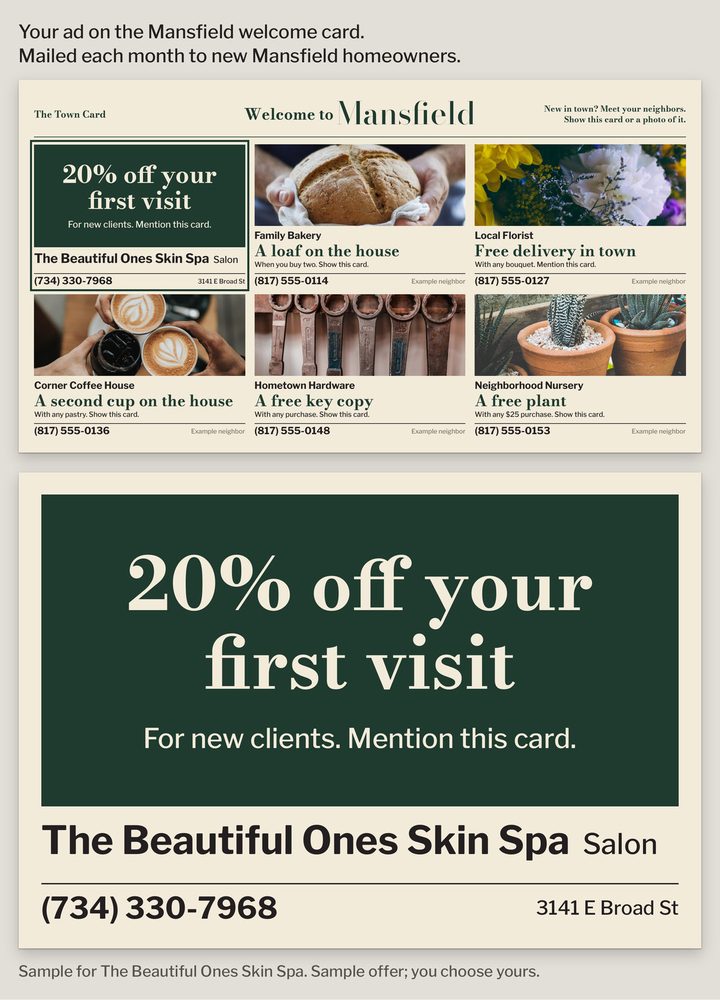 Your ad on the Mansfield welcome card.
Mailed each month to new Mansfield homeowners.
The Town Card
Welcome to Mansfield
New in town? Meet your neighbors.
Show this card or a photo of it.
20% off your
first visit
For new clients. Mention this card.
The Beautiful Ones Skin Spa Salon
(734) 330-7968 3141 E Broad St
Family Bakery
A loaf on the house
When you buy two. Show this card.
(817) 555-0114 Example neighbor
Local Florist
Free delivery in town
With any bouquet. Mention this card.
(817) 555-0127 Example neighbor
Corner Coffee House
A second cup on the house
With any pastry. Show this card.
(817) 555-0136 Example neighbor
Hometown Hardware
A free key copy
With any purchase. Show this card.
(817) 555-0148 Example neighbor
Neighborhood Nursery
A free plant
With any $25 purchase. Show this card.
(817) 555-0153 Example neighbor
20% off your
first visit
For new clients. Mention this card.
The Beautiful Ones Skin Spa Salon
(734) 330-7968 3141 E Broad St
Sample for The Beautiful Ones Skin Spa. Sample offer; you choose yours.